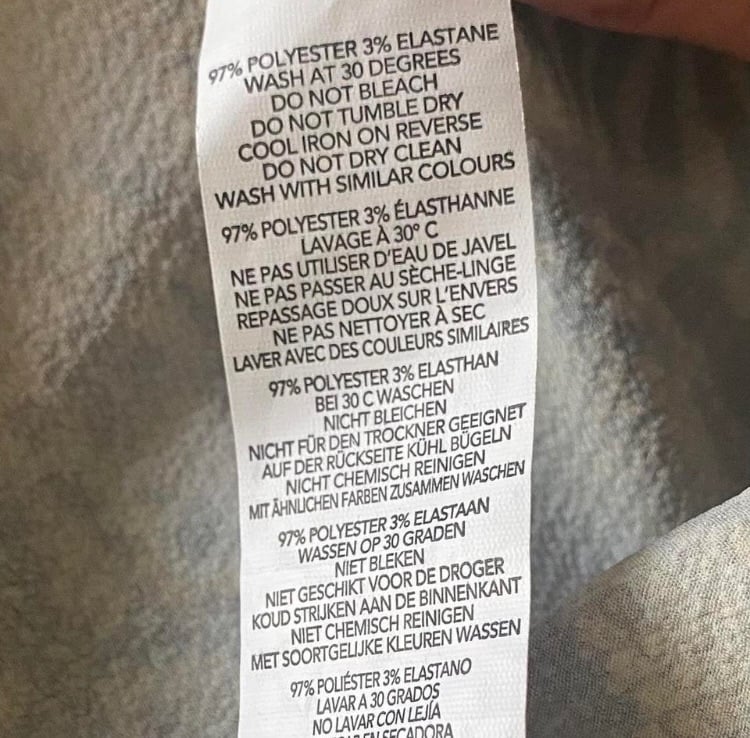 97% POLYESTER 3% ELASTANE
WASH AT 30 DEGREES
DO NOT BLEACH
DO NOT TUMBLE DRY
COOL IRON ON REVERSE
DO NOT DRY CLEAN
WASH WITH SIMILAR COLOURS
97% POLYESTER 3% ÉLASTHANNE
LAVAGE À 30° C
NE PAS UTILISER D'EAU DE JAVEL
NE PAS PASSER AU SÈCHE-LINGE
REPASSAGE DOUX SUR L'ENVERS
NE PAS NETTOYER À SEC
LAVER AVEC DES COULEURS SIMILAIRES
97% POLYESTER 3% ELASTHAN
BEI 30 C WASCHEN
NICHT BLEICHEN
NICHT FÜR DEN TROCKNER GEEIGNET
AUF DER RÜCKSEITE KÜHL BÜGELN
NICHT CHEMISCH REINIGEN
MIT ÄHNLICHEN FARBEN ZUSAMMEN WASCHEN
97% POLYESTER 3% ELASTAAN
WASSEN OP 30 GRADEN
NIET BLEKEN
NIET GESCHIKT VOOR DE DROGER
KOUD STRIJKEN AAN DE BINNENKANT
NIET CHEMISCH REINIGEN
MET SOORTGELIJKE KLEUREN WASSEN
97% POLIÉSTER 3% ELASTANO
LAVAR A 30 GRADOS
NO LAVAR CON LEJÍA
EN SECADORA